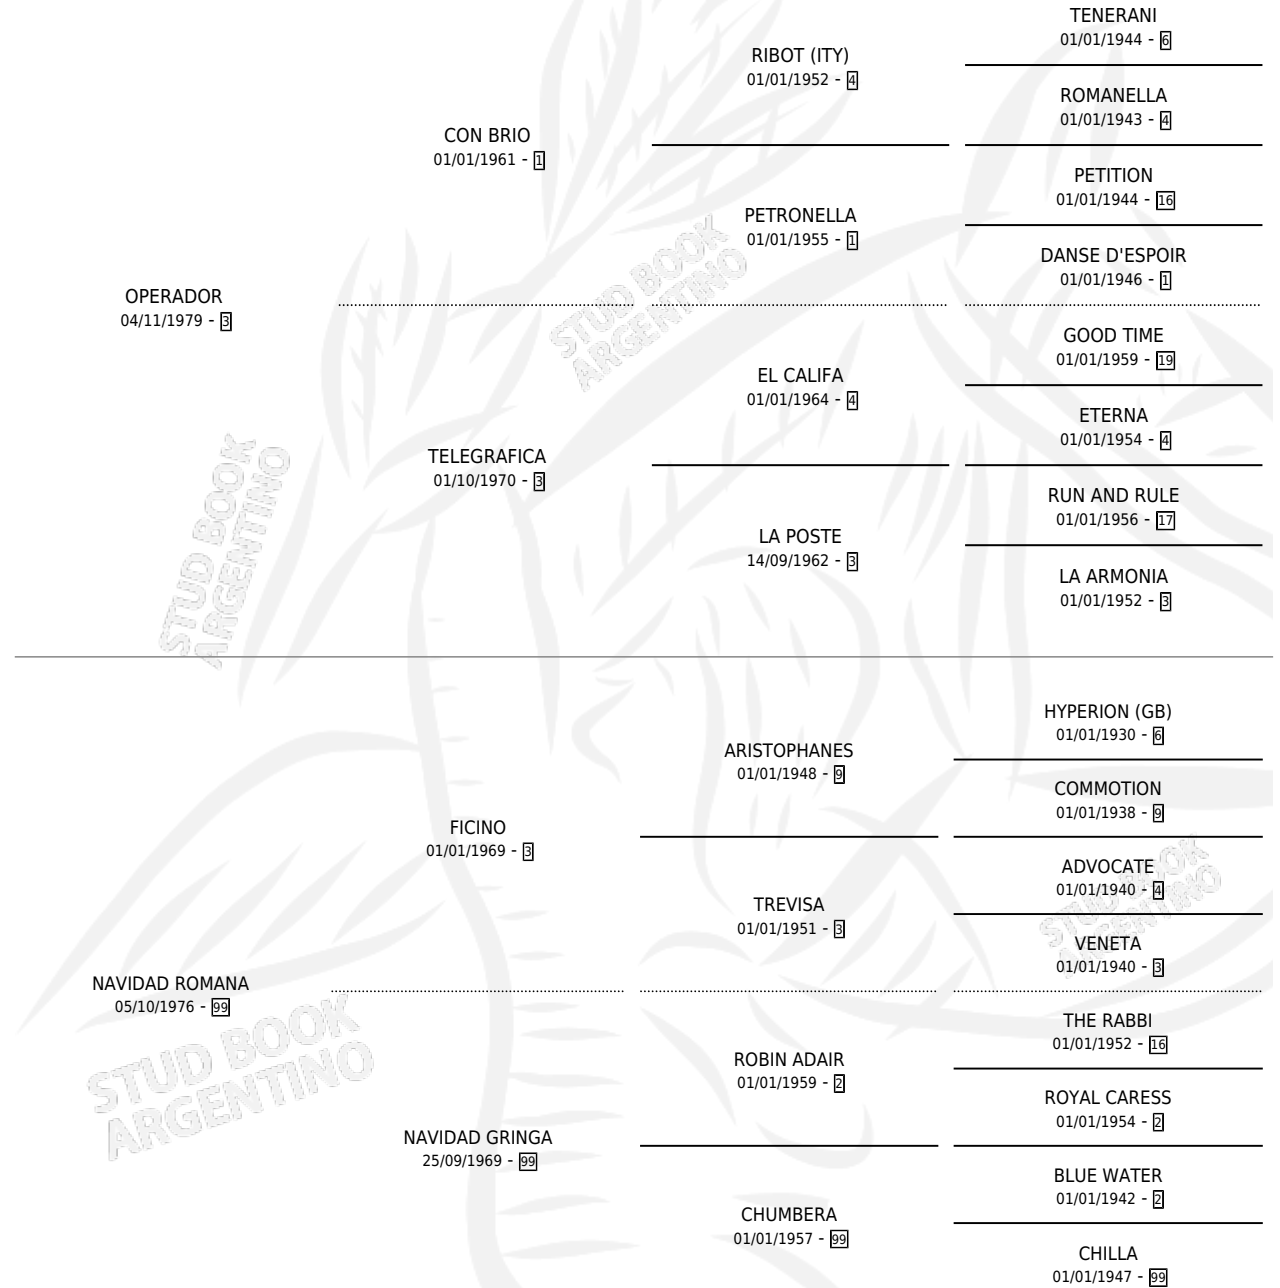 TENERANI
01/01/1944 - 6
RIBOT (ITY)
01/01/1952 - 4
ROMANELLA
01/01/1943 - 4
CON BRIO
01/01/1961 - 1
PETITION
01/01/1944 - 16
PETRONELLA
01/01/1955 - 1
DANSE D'ESPOIR
01/01/1946 - 1
OPERADOR
04/11/1979 - 3
GOOD TIME
01/01/1959 - 19
EL CALIFA
01/01/1964 - 4
ETERNA
01/01/1954 - 4
TELEGRAFICA
01/10/1970 - 3
RUN AND RULE
01/01/1956 - 17
LA POSTE
14/09/1962 - 3
LA ARMONIA
01/01/1952 - 3
HYPERION (GB)
01/01/1930 - 6
ARISTOPHANES
01/01/1948 - 9
COMMOTION
01/01/1938 - 9
FICINO
01/01/1969 - 3
ADVOCATE
01/01/1940 - 4
TREVISA
01/01/1951 - 3
VENETA
01/01/1940 - 3
NAVIDAD ROMANA
05/10/1976 - 99
THE RABBI
01/01/1952 - 16
ROBIN ADAIR
01/01/1959 - 2
ROYAL CARESS
01/01/1954 - 2
NAVIDAD GRINGA
25/09/1969 - 99
BLUE WATER
01/01/1942 - 2
CHUMBERA
01/01/1957 - 99
CHILLA
01/01/1947 - 99
STUD BOOK
ARGENTINO
STUD BOOK
ARGENTINO
STUD BOOK
ARGENTINO
STUD BOOK
ARGENTINO